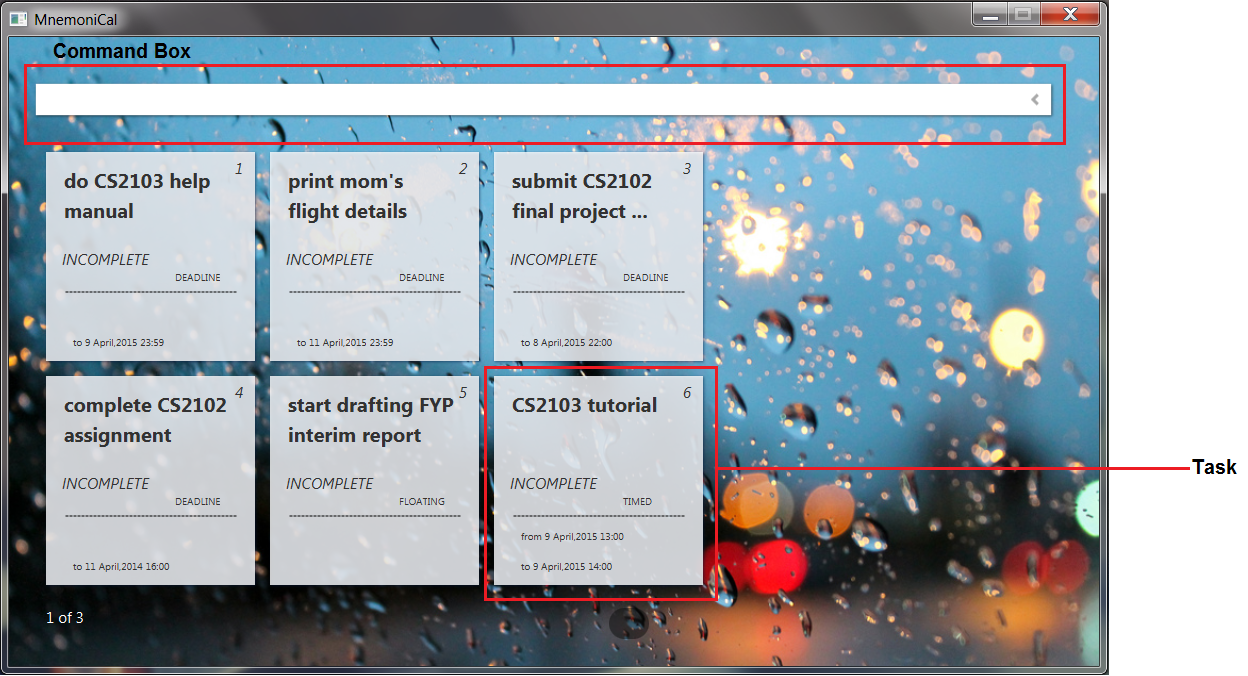 MnemoniCal
Command Box
1
do CS2103 help
manual
INCOMPLETE
DEADLINE
to 9 April,2015 23:59
2
print mom's
flight details
INCOMPLETE
DEADLINE
to 11 April,2015 23:59
3
submit CS2102
final project ...
INCOMPLETE
DEADLINE
to 8 April,2015 22:00
4
complete CS2102
assignment
INCOMPLETE
DEADLINE
to 11 April,2014 16:00
5
start drafting FYP
interim report
INCOMPLETE
FLOATING
6
CS2103 tutorial
INCOMPLETE
TIMED
from 9 April,2015 13:00
to 9 April,2015 14:00
Task
1 of 3